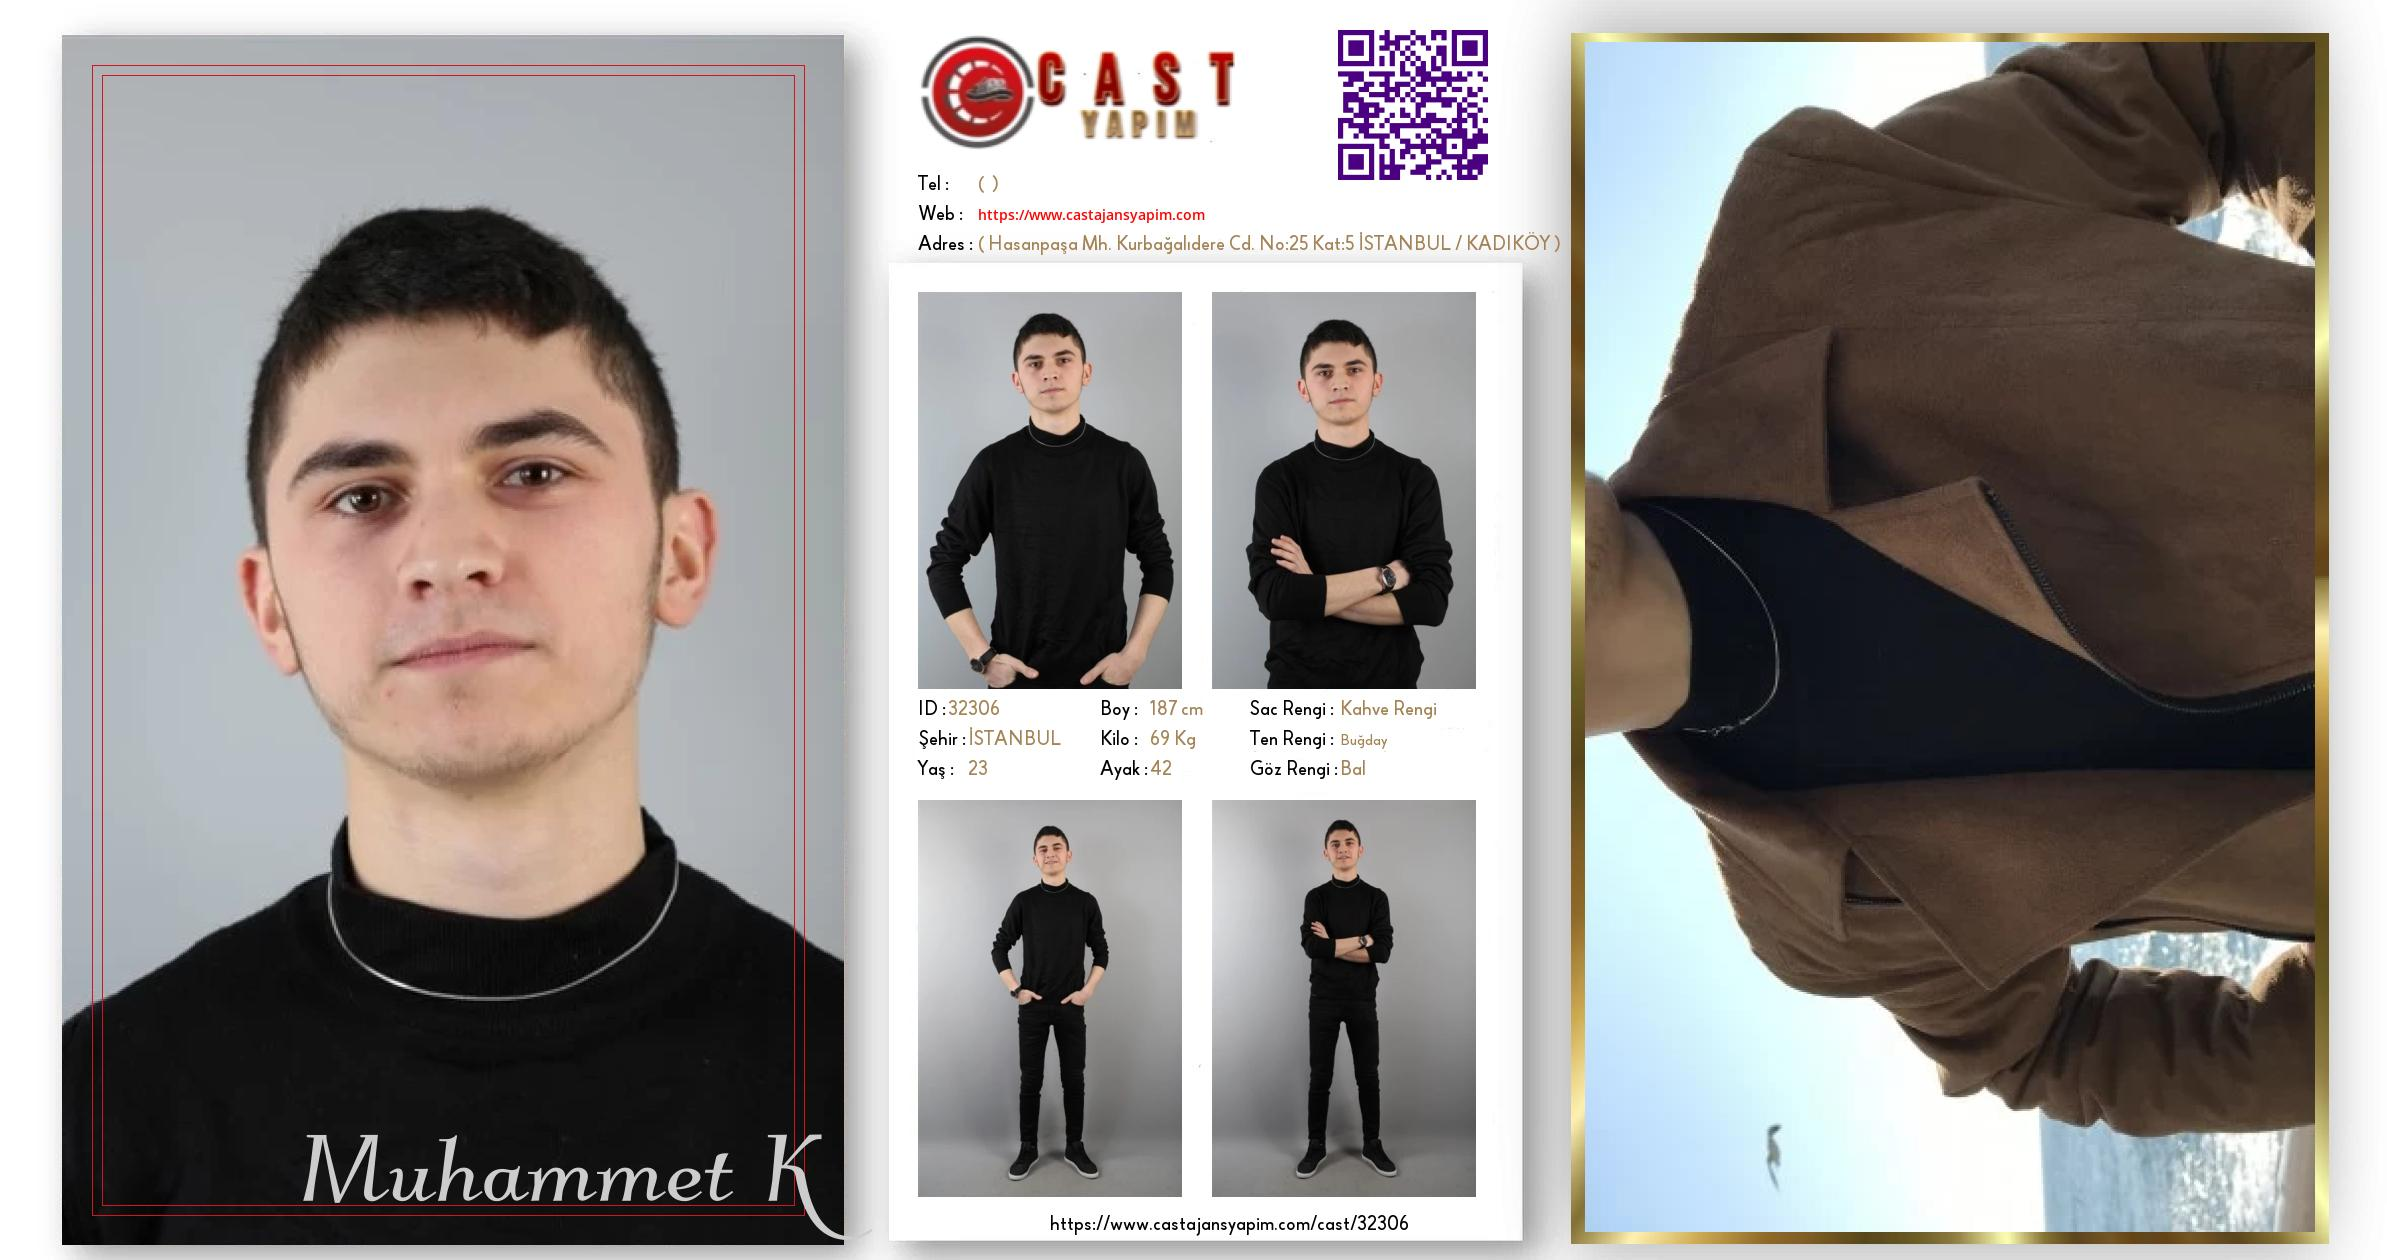 Muhammet K
CAST
YAPIM
Tel : ( )
Web : https://www.castajansyapim.com
Adres : ( Hasanpaşa Mh. Kurbağalıdere Cd. No:25 Kat:5 İSTANBUL / KADIKÖY )
ID : 32306 Boy : 187 cm Sac Rengi : Kahve Rengi
Şehir : İSTANBUL Kilo : 69 Kg Ten Rengi : Buğday
Yaş : 23 Ayak : 42 Göz Rengi : Bal
https://www.castajansyapim.com/cast/32306